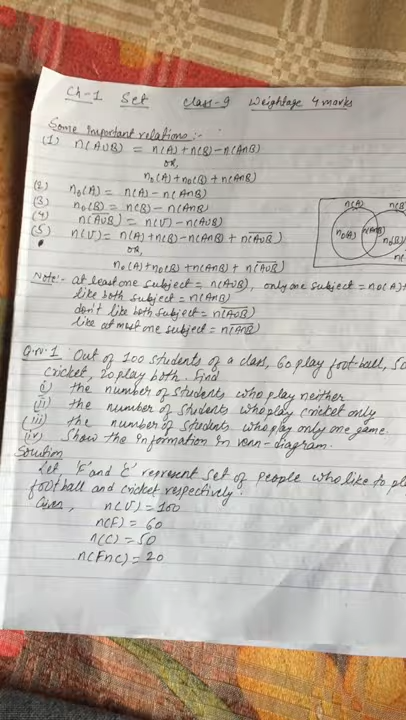 Ch-1 Set Class-9 Weightage 4 marks
Some important relations :-
(1) n(A∪B) = n(A)+n(B)-n(A∩B)
or,
n₀(A)+n₀(B)+n(A∩B)
(2) n₀(A) = n(A)-n(A∩B)
(3) n₀(B) = n(B)-n(A∩B)
(4) n(A̅∪̅B̅) = n(U)-n(A∪B)
(5) n(U) = n(A)+n(B)-n(A∩B)+n(A̅∪̅B̅)
or,
n₀(A)+n₀(B)+n(A∩B)+n(A̅∪̅B̅)
n(A) n(B
n₀(A) n(A∩B) n₀(B)
n(
Note:- at least one subject = n(A∪B), only one subject = n₀(A)+
like both subject = n(A∩B)
don't like both subject = n(A̅∪̅B̅)
like at most one subject = n(A̅∩̅B̅)
Q.n.1 Out of 100 students of a class, 60 play foot-ball, 50
cricket, 20 play both. Find
(i) the number of students who play neither
(ii) the number of students who play cricket only
(iii) the number of students who play only one game.
(iv) Show the information in venn-diagram.
Solution
Let 'F' and 'C' represent set of people who like to pl
football and cricket respectively.
n(U) = 100
n(F) = 60
n(C) = 50
n(F∩C) = 20